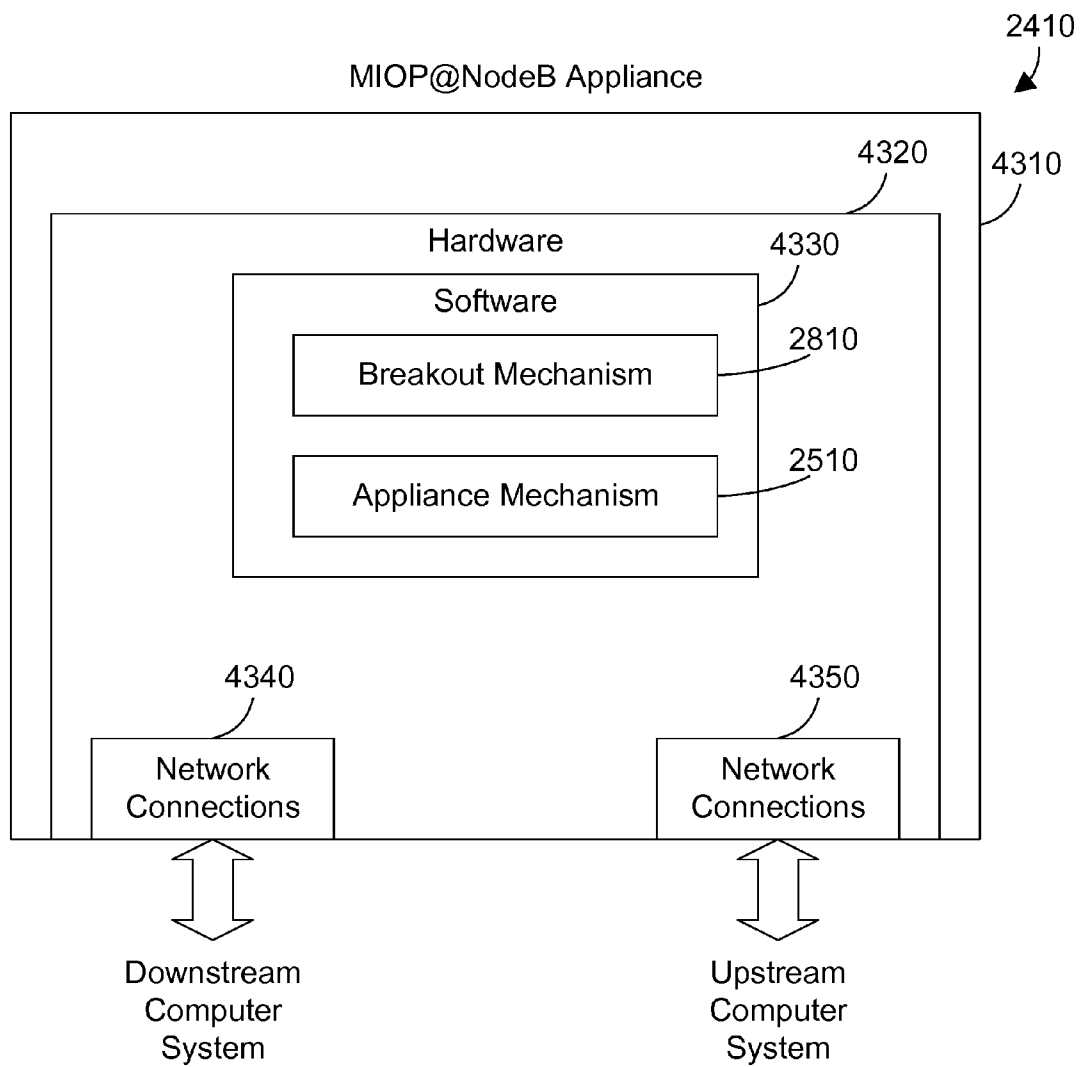 2410
MIOP@NodeB Appliance
4320
4310
Hardware
4330
Software
2810
Breakout Mechanism
2510
Appliance Mechanism
4340
4350
Network
Connections
Network
Connections
Downstream
Computer
System
Upstream
Computer
System